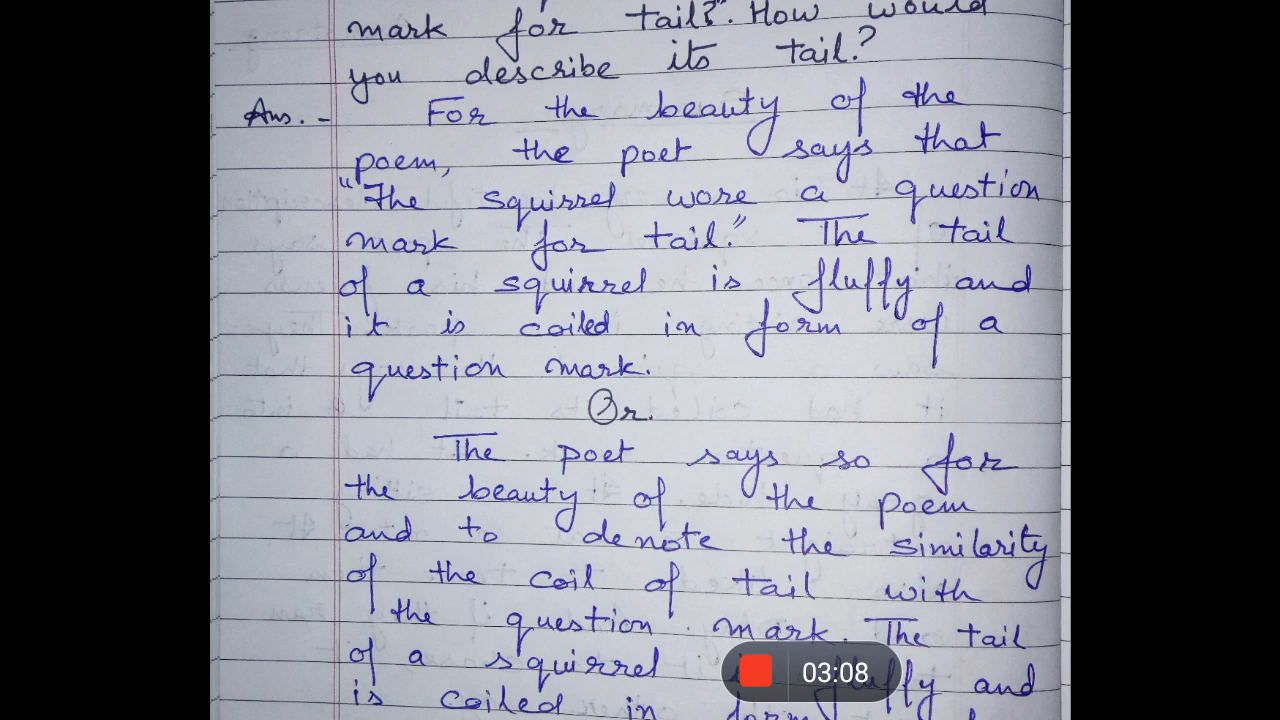 mark for tail?". How would
you describe its tail?
Ans. - For the beauty of the
poem, the poet says that
"The squirrel wore a question
mark for tail." The tail
of a squirrel is fluffy and
it is coiled in form of a
question mark.
Or.
The poet says so for
the beauty of the poem
and to denote the similarity
of the coil of tail with
the question mark. The tail
of a squirrel is fluffy and
is coiled in form
03:08